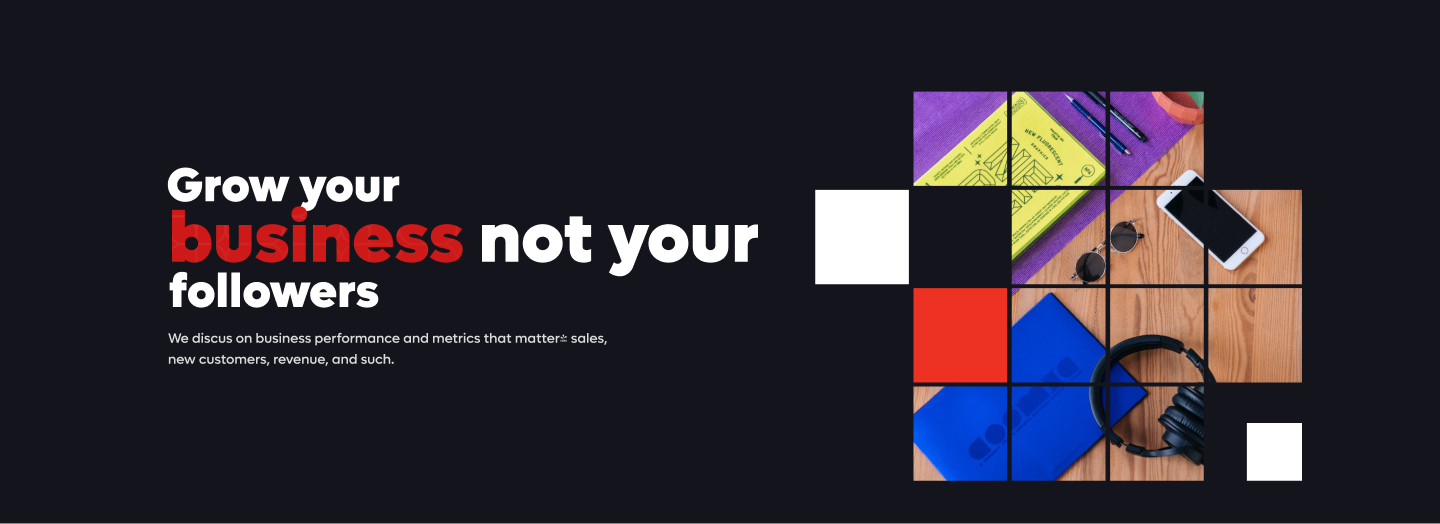 Grow your
business not your
followers
We discus on business performance and metrics that matter sales,
new customers, revenue, and such.
NEW FLUORESCENT
GRAPHICS